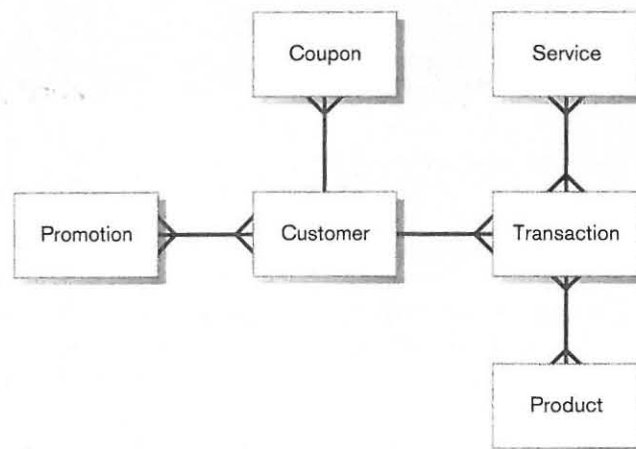 Coupon
Service
Promotion
Customer
Transaction
Product